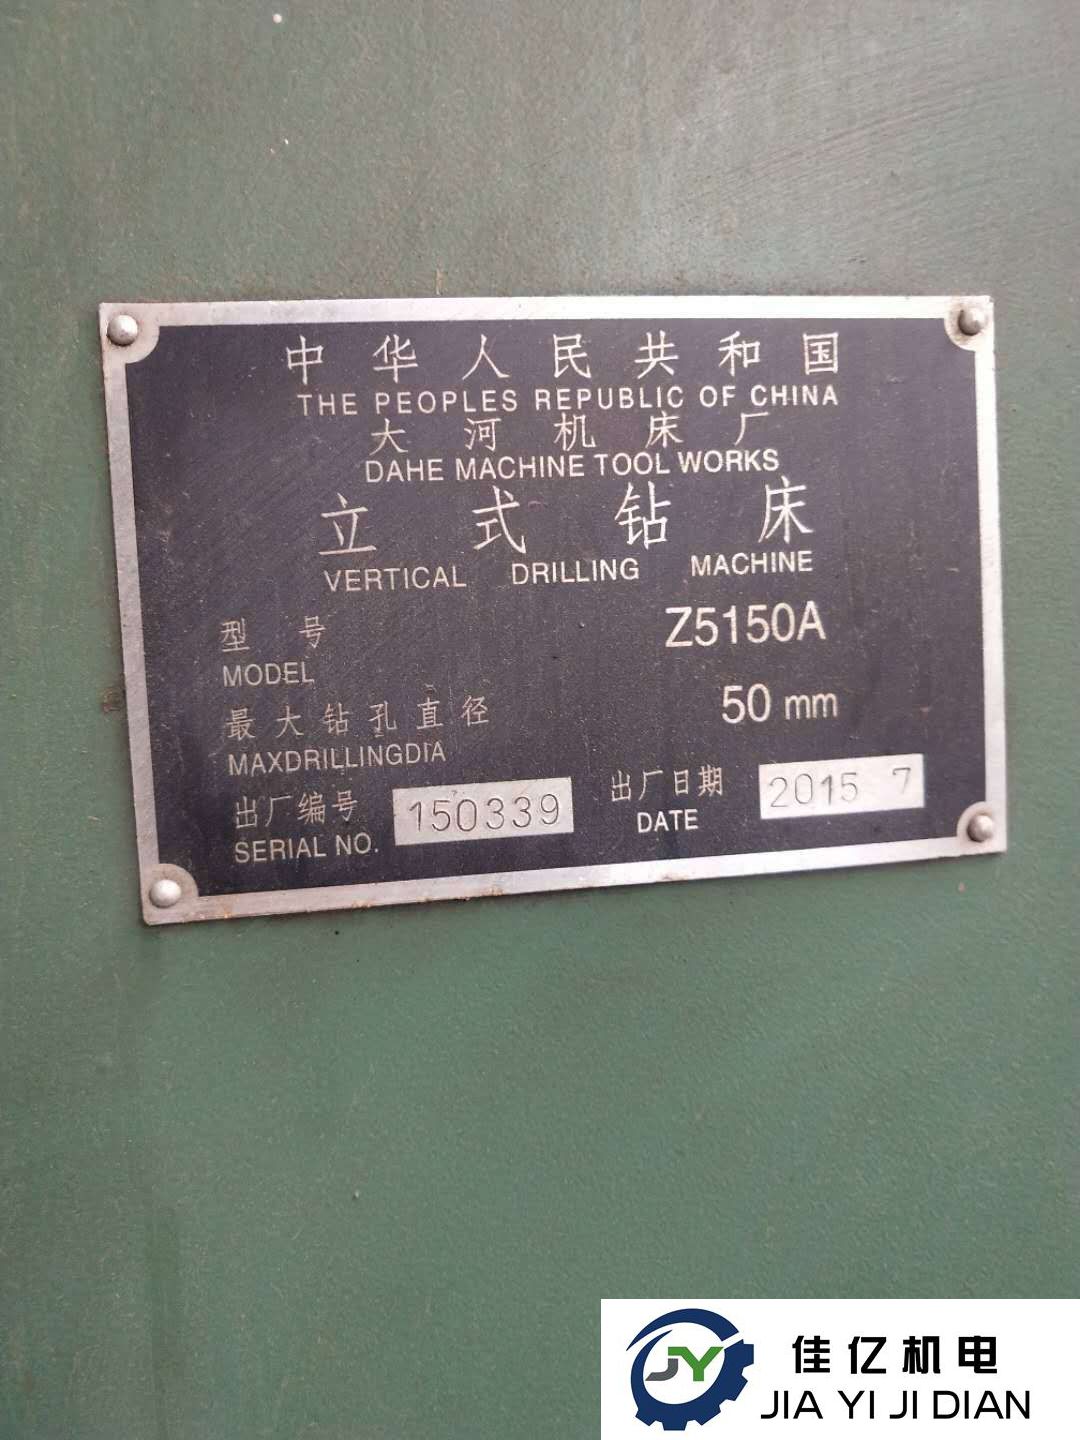 中华人民共和国
THE PEOPLES REPUBLIC OF CHINA
大河机床厂
DAHE MACHINE TOOL WORKS
立式钻床
VERTICAL DRILLING MACHINE
型号 Z5150A
MODEL
最大钻孔直径 50 mm
MAXDRILLINGDIA
出厂编号 150339 出厂日期 2015 7
SERIAL NO. DATE
JY 佳亿机电
JIA YI JI DIAN